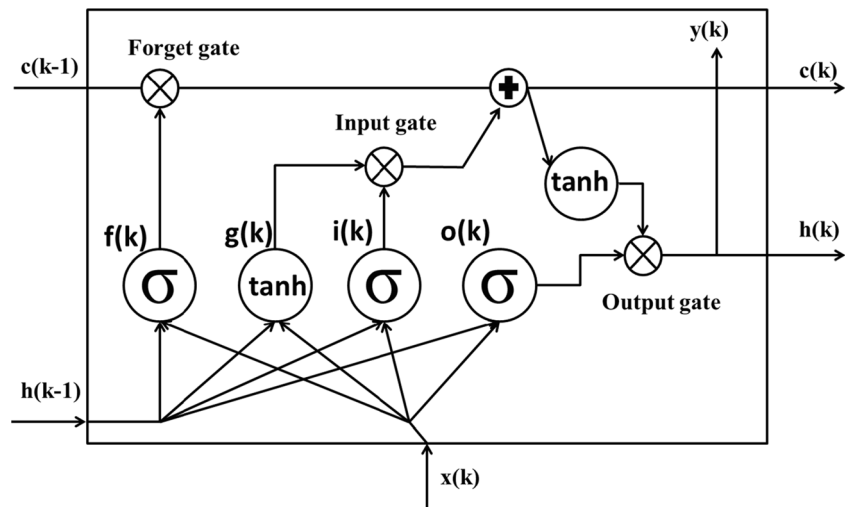 y(k)
Forget gate
c(k-1)
c(k)
Input gate
tanh
f(k)
g(k)
i(k)
o(k)
h(k)
σ
tanh
σ
σ
Output gate
h(k-1)
x(k)